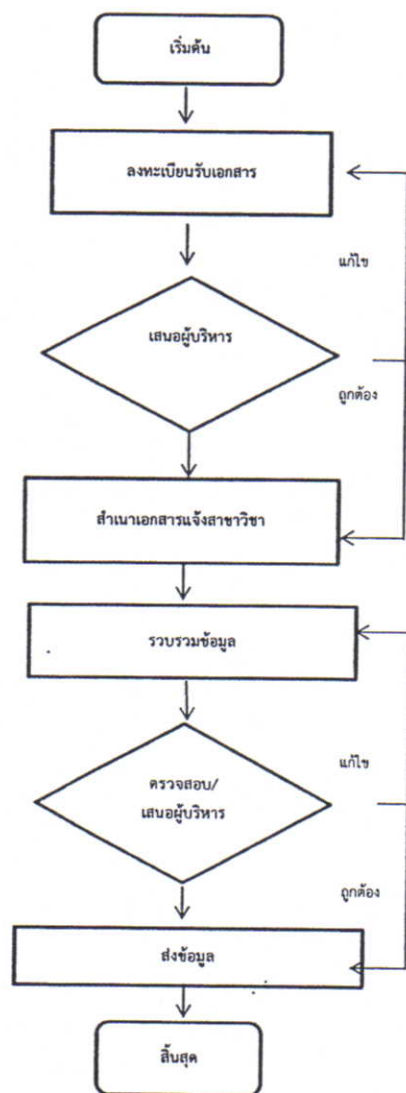 เริ่มต้น
ลงทะเบียนรับเอกสาร
แก้ไข
เสนอผู้บริหาร
ถูกต้อง
สำเนาเอกสารแจ้งสาขาวิชา
รวบรวมข้อมูล
แก้ไข
ตรวจสอบ/
เสนอผู้บริหาร
ถูกต้อง
ส่งข้อมูล
สิ้นสุด